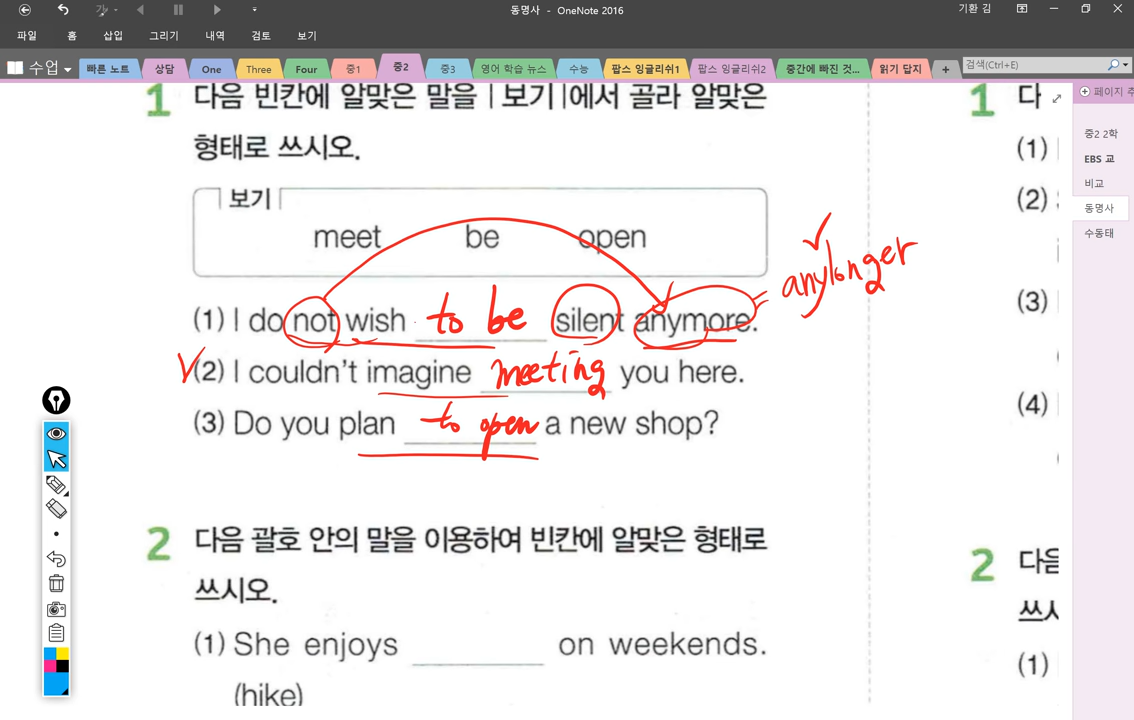 동명사 - OneNote 2016
기환 김
파일 홈 삽입 그리기 내역 검토 보기
수업 빠른 노트 상담 One Three Four 중1 중2 중3 영어 학습 뉴스 수능 팝스 잉글리쉬1 팝스 잉글리쉬2 중간에 빠진 것... 읽기 답지 + 검색(Ctrl+E)
페이지 추
중2 2학
EBS 교
비교
동명사
수동태
1 다음 빈칸에 알맞은 말을 |보기|에서 골라 알맞은
형태로 쓰시오.
보기
meet be open
anylonger
(1) I do not wish to be silent anymore.
(2) I couldn't imagine meeting you here.
(3) Do you plan to open a new shop?
2 다음 괄호 안의 말을 이용하여 빈칸에 알맞은 형태로
쓰시오.
(1) She enjoys ________ on weekends.
(hike)
1 다
(1)
(2)
(3)
(4)
2 다음
쓰시
(1)